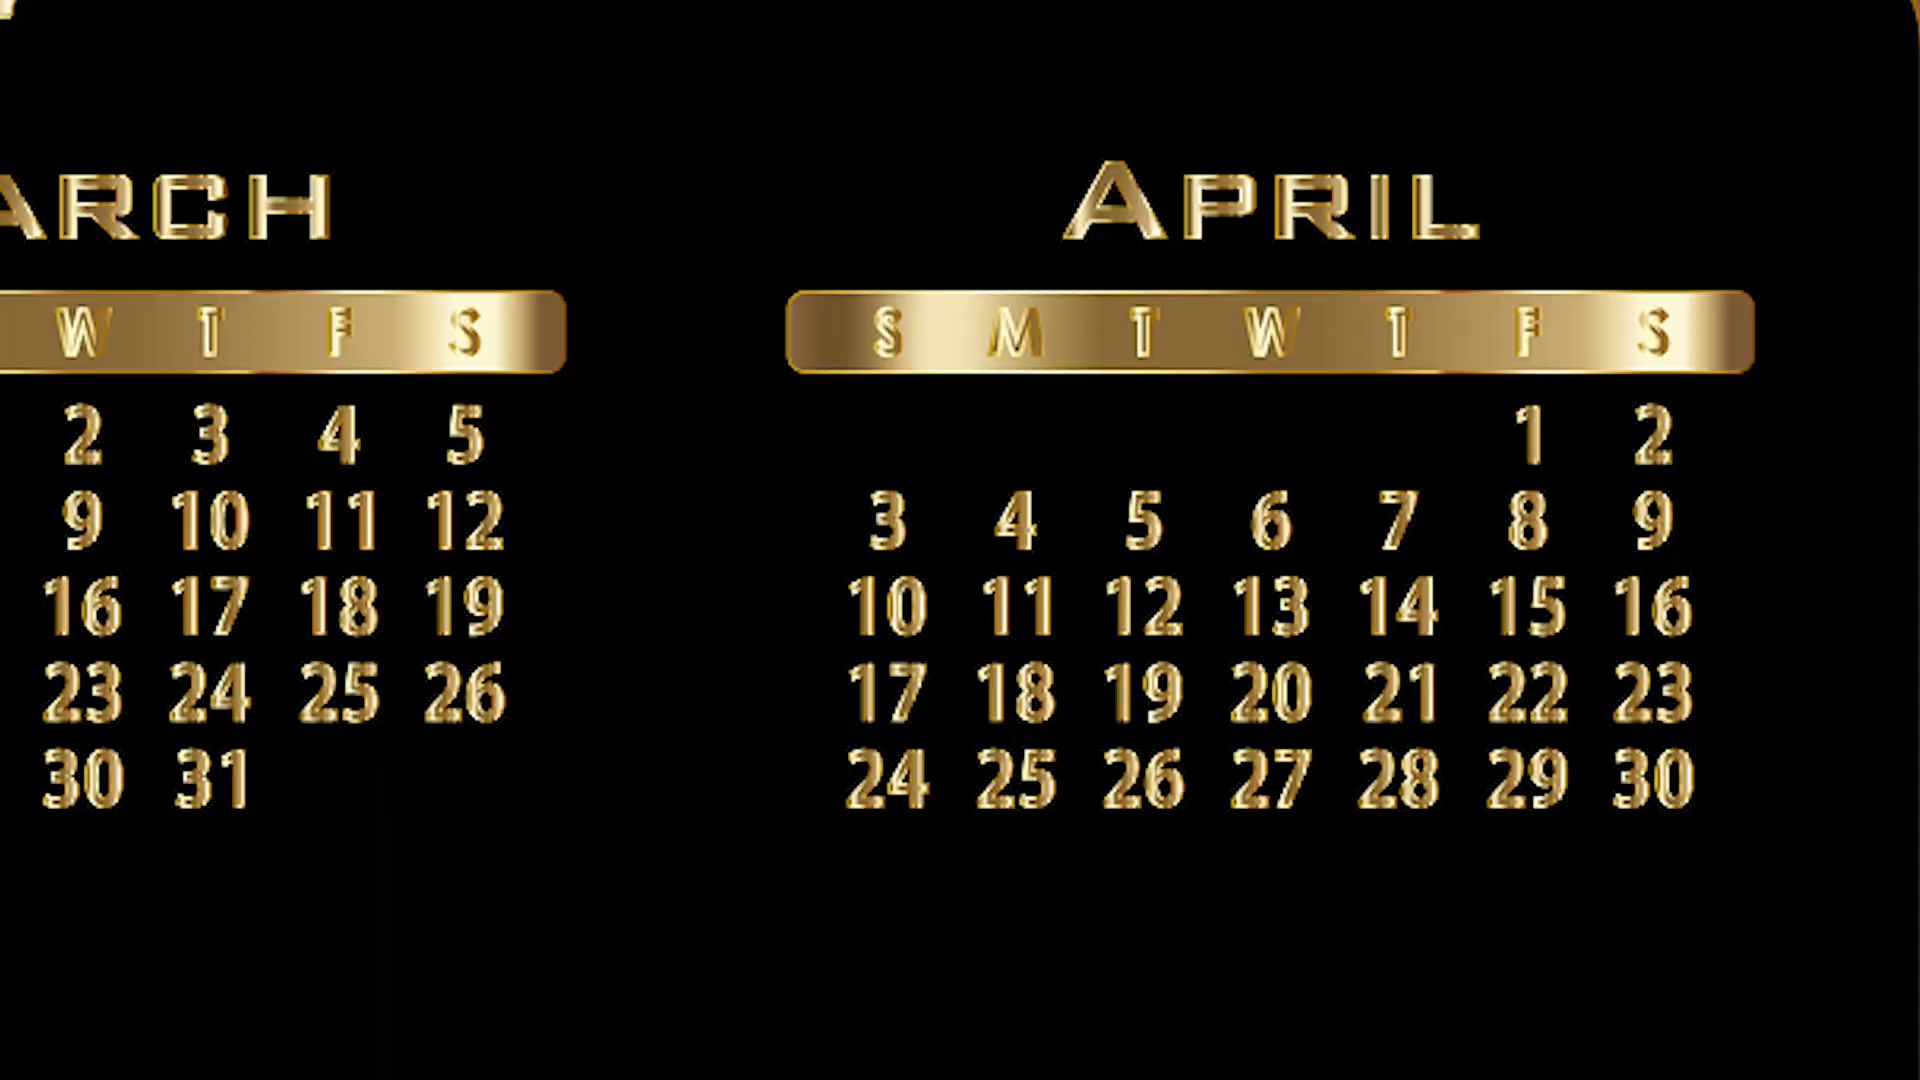 ARCH
W T F S
2 3 4 5
9 10 11 12
16 17 18 19
23 24 25 26
30 31
APRIL
S M T W T F S
1 2
3 4 5 6 7 8 9
10 11 12 13 14 15 16
17 18 19 20 21 22 23
24 25 26 27 28 29 30